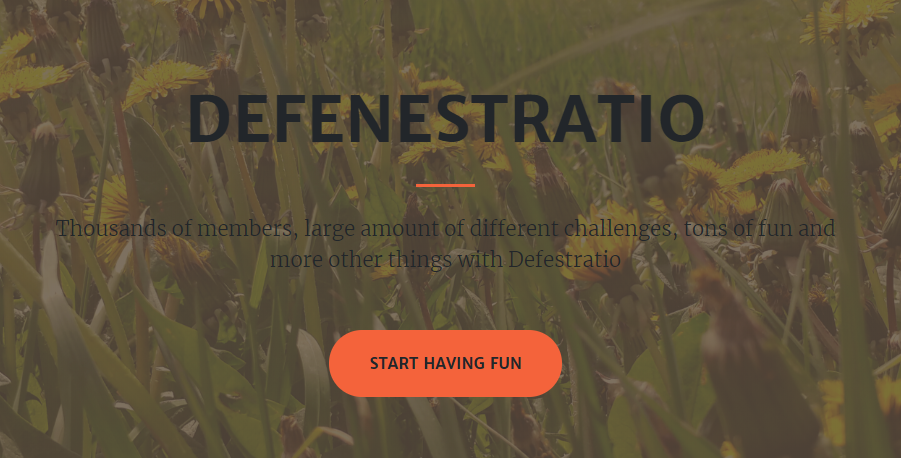 DEFENESTRATIO
Thousands of members, large amount of different challenges, tons of fun and
more other things with Defestratio
START HAVING FUN